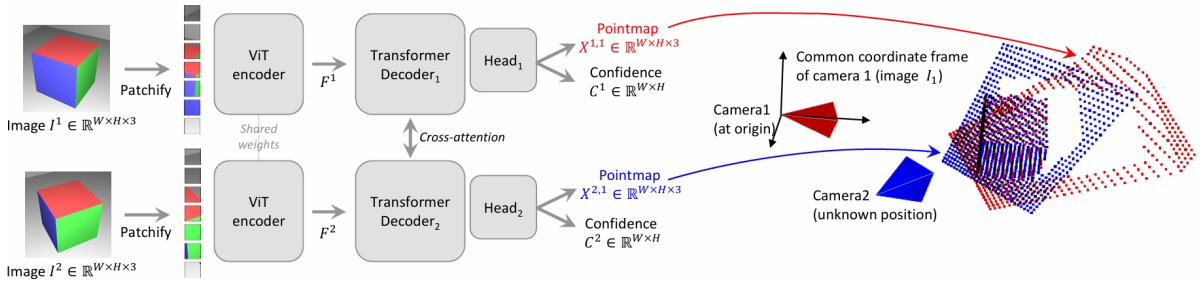 Image I¹ ∈ ℝ^{W×H×3}
Patchify
ViT
encoder
F¹
Transformer
Decoder₁
Head₁
Pointmap
X^{1,1} ∈ ℝ^{W×H×3}
Confidence
C¹ ∈ ℝ^{W×H}
Shared
weights
Cross-attention
Image I² ∈ ℝ^{W×H×3}
Patchify
ViT
encoder
F²
Transformer
Decoder₂
Head₂
Pointmap
X^{2,1} ∈ ℝ^{W×H×3}
Confidence
C² ∈ ℝ^{W×H}
Common coordinate frame
of camera 1 (image I₁)
Camera1
(at origin)
Camera2
(unknown position)